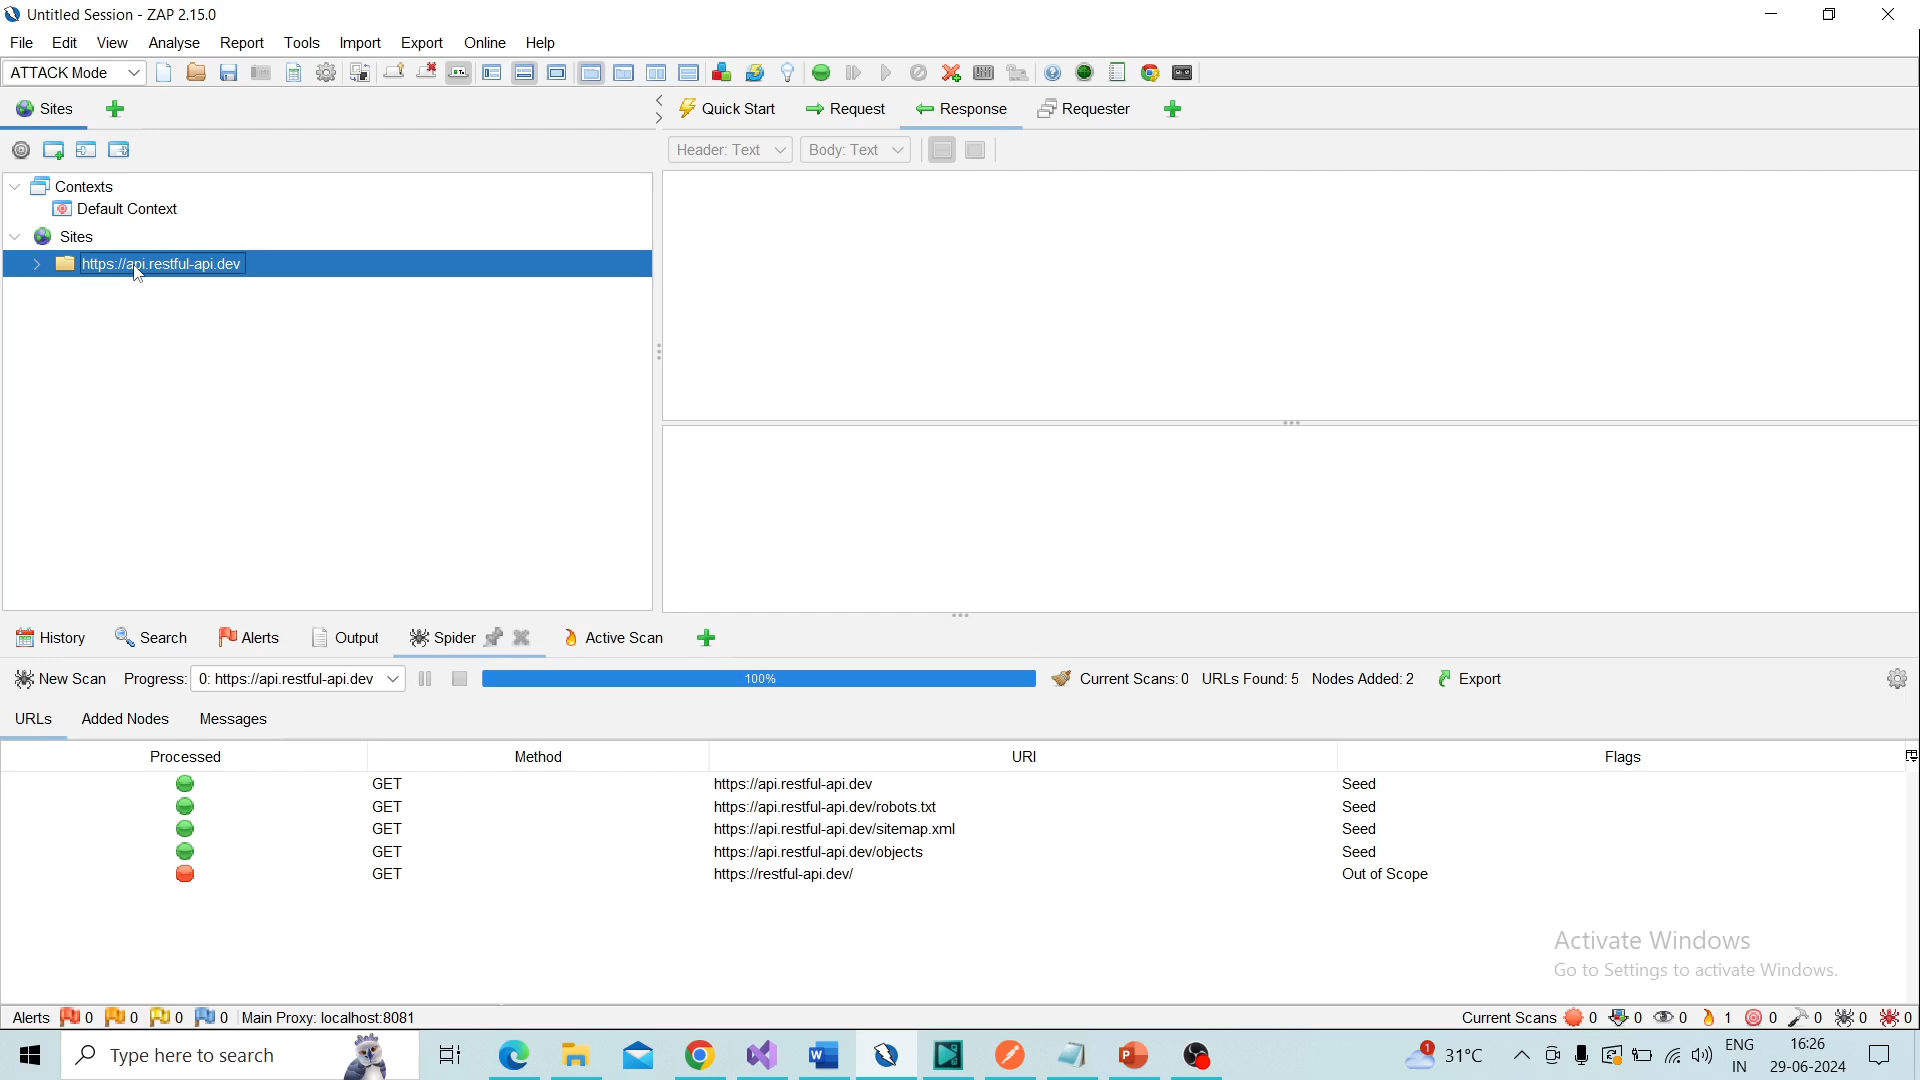 Untitled Session - ZAP 2.15.0
File Edit View Analyse Report Tools Import Export Online Help
ATTACK Mode
Sites
Quick Start Request Response Requester
Header: Text Body: Text
Contexts
Default Context
Sites
https://api.restful-api.dev
History Search Alerts Output Spider Active Scan
New Scan Progress: 0: https://api.restful-api.dev 100% Current Scans: 0 URLs Found: 5 Nodes Added: 2 Export
URLs Added Nodes Messages
Processed Method URI Flags
GET https://api.restful-api.dev Seed
GET https://api.restful-api.dev/robots.txt Seed
GET https://api.restful-api.dev/sitemap.xml Seed
GET https://api.restful-api.dev/objects Seed
GET https://restful-api.dev/ Out of Scope
Activate Windows
Go to Settings to activate Windows.
Alerts 0 0 0 0 Main Proxy: localhost:8081 Current Scans 0 0 0 1 0 0 0 0
Type here to search 1 31°C ENG 16:26
IN 29-06-2024